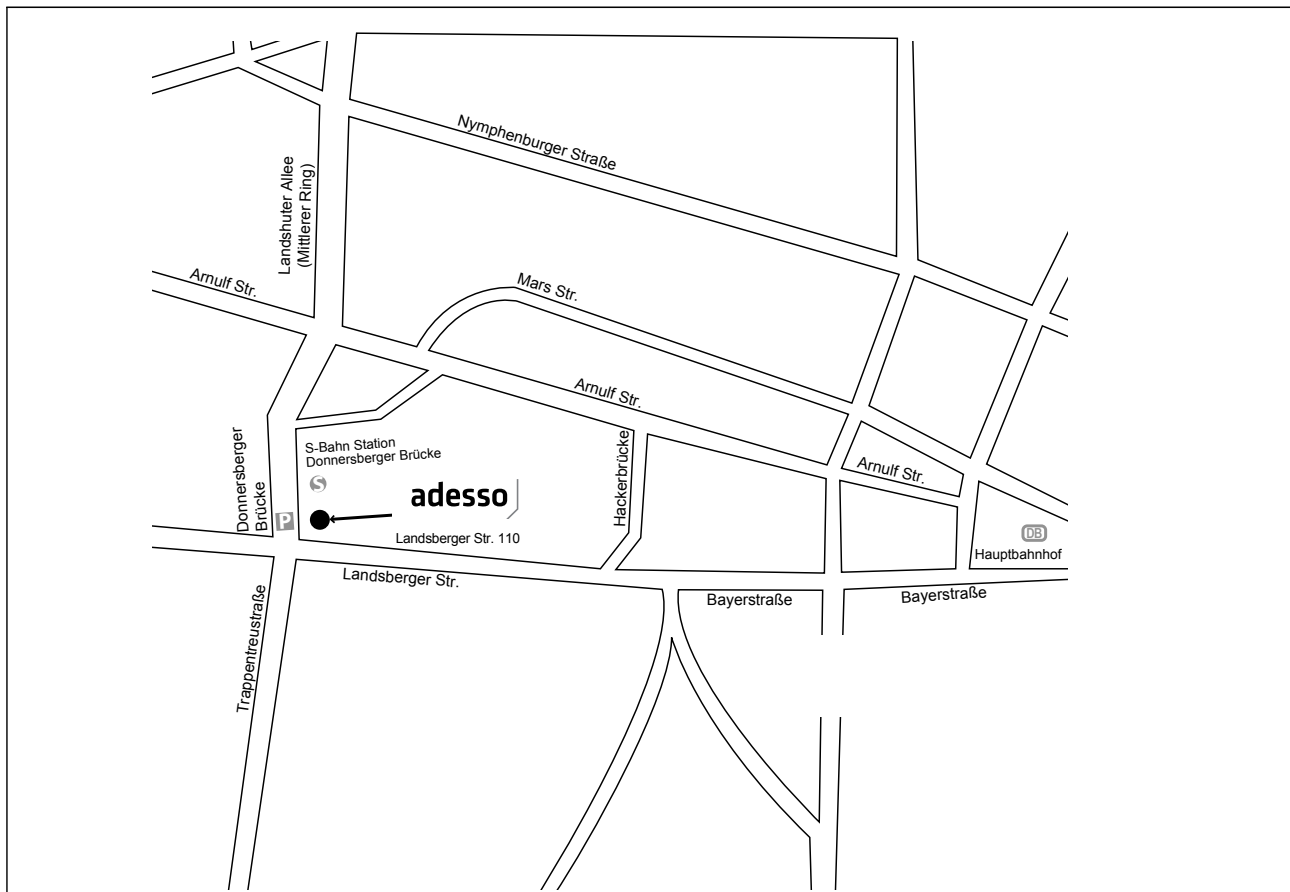 Nymphenburger Straße
Landshuter Allee
(Mittlerer Ring)
Arnulf Str.
Mars Str.
Arnulf Str.
Donnersberger
Brücke
S-Bahn Station
Donnersberger Brücke
S
Hackerbrücke
Arnulf Str.
adesso
P
Landsberger Str. 110
DB
Hauptbahnhof
Landsberger Str.
Bayerstraße
Bayerstraße
Trappentreustraße